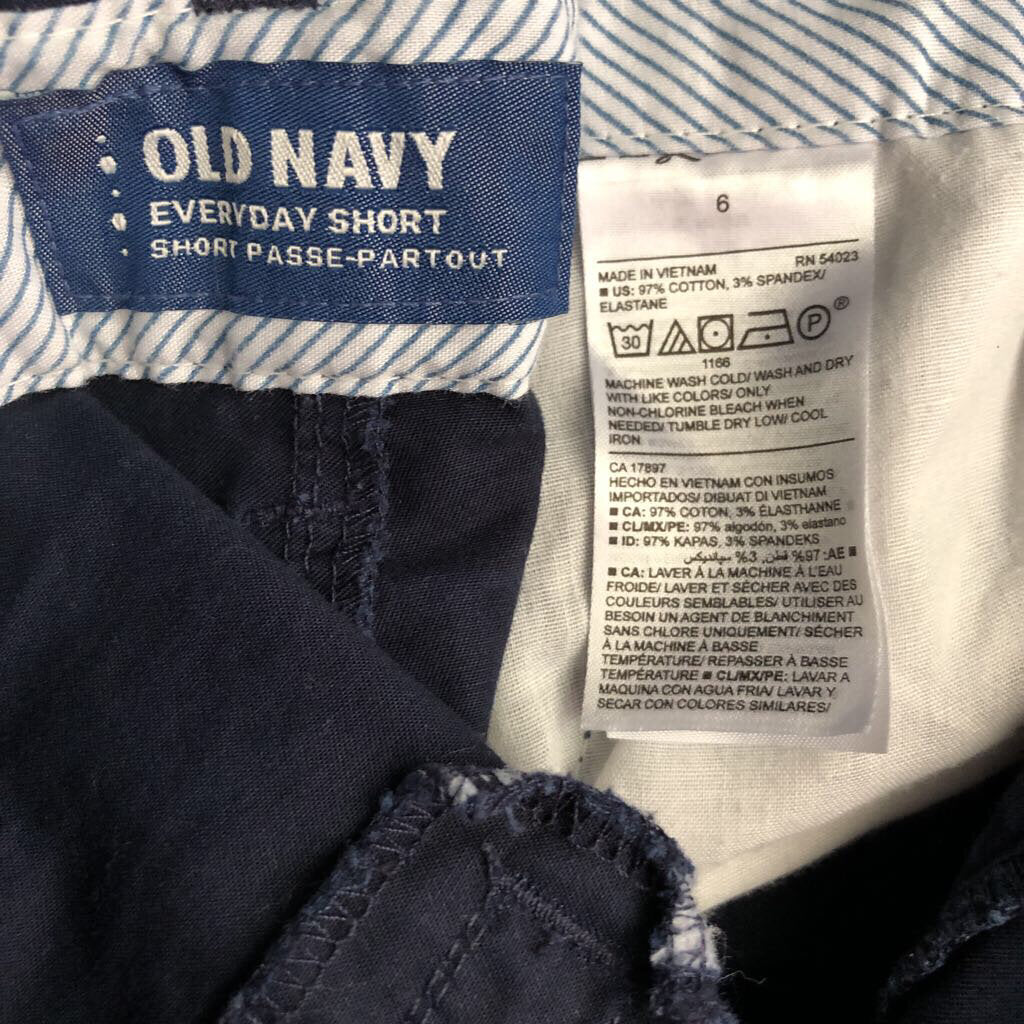 OLD NAVY
EVERYDAY SHORT
SHORT PASSE-PARTOUT
6
MADE IN VIETNAM RN 54023
■ US: 97% COTTON, 3% SPANDEX/
ELASTANE
30 P ®
1166
MACHINE WASH COLD/ WASH AND DRY
WITH LIKE COLORS/ ONLY
NON-CHLORINE BLEACH WHEN
NEEDED/ TUMBLE DRY LOW/ COOL
IRON
CA 17897
HECHO EN VIETNAM CON INSUMOS
IMPORTADOS/ DIBUAT DI VIETNAM
■ CA: 97% COTON, 3% ÉLASTHANNE
■ CL/MX/PE: 97% algodón, 3% elastano
■ ID: 97% KAPAS, 3% SPANDEKS
■ AE: 97% قطن, 3% سپانديكس
■ CA: LAVER À LA MACHINE À L'EAU
FROIDE/ LAVER ET SÉCHER AVEC DES
COULEURS SEMBLABLES/ UTILISER AU
BESOIN UN AGENT DE BLANCHIMENT
SANS CHLORE UNIQUEMENT/ SÉCHER
À LA MACHINE À BASSE
TEMPÉRATURE/ REPASSER À BASSE
TEMPÉRATURE ■ CL/MX/PE: LAVAR A
MAQUINA CON AGUA FRIA/ LAVAR Y
SECAR CON COLORES SIMILARES/